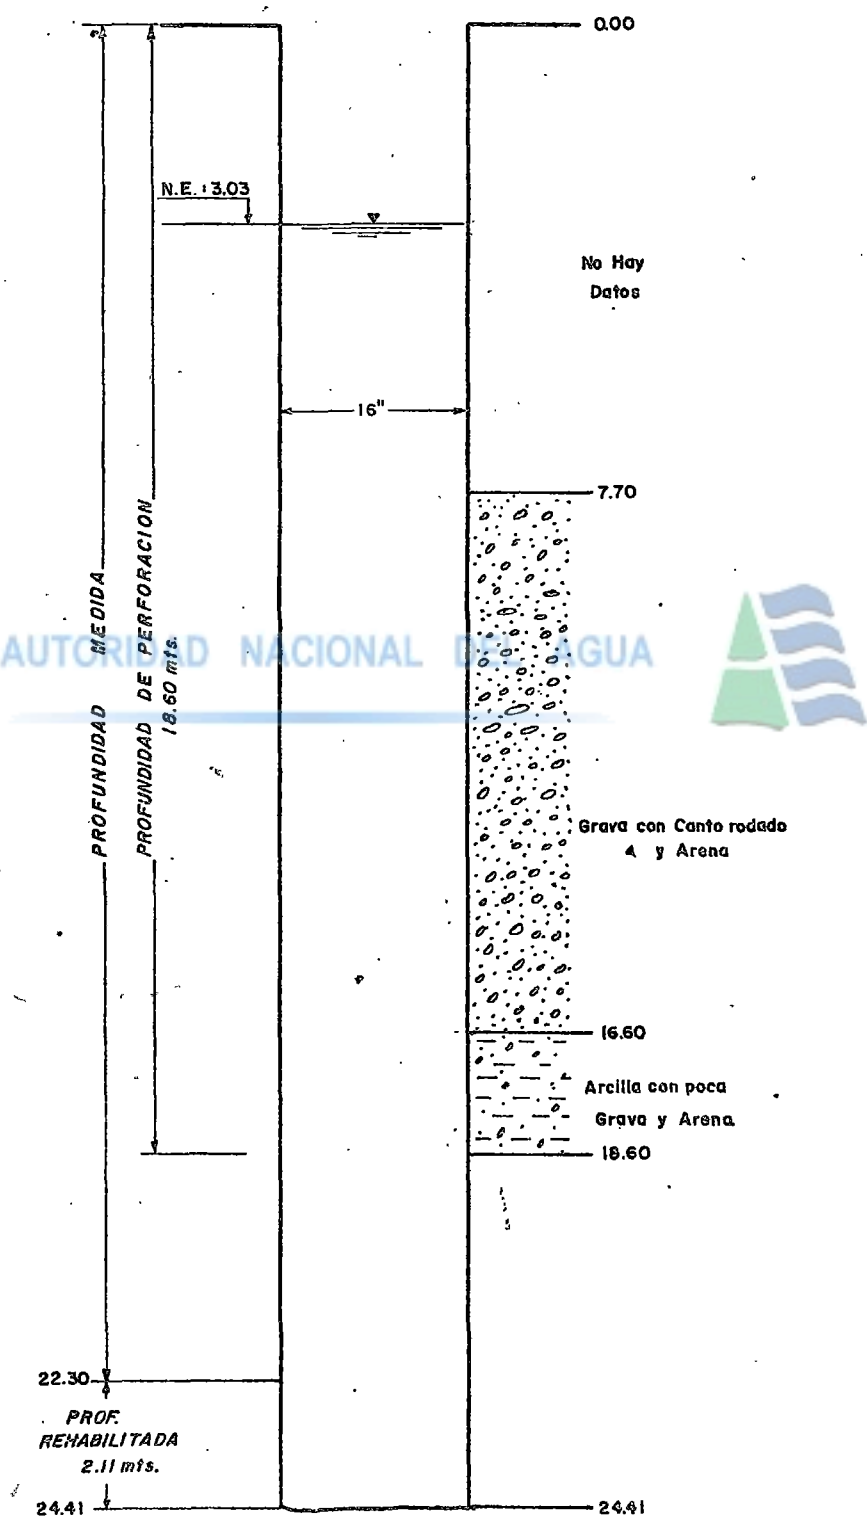 0.00
N.E. : 3.03
No Hay
Datos
16"
7.70
PROFUNDIDAD MEDIDA
PROFUNDIDAD DE PERFORACION
18.60 mts.
AUTORIDAD NACIONAL DEL AGUA
Grava con Canto rodado
y Arena
16.60
Arcilla con poca
Grava y Arena
18.60
22.30
PROF.
REHABILITADA
2.11 mts.
24.41
24.41